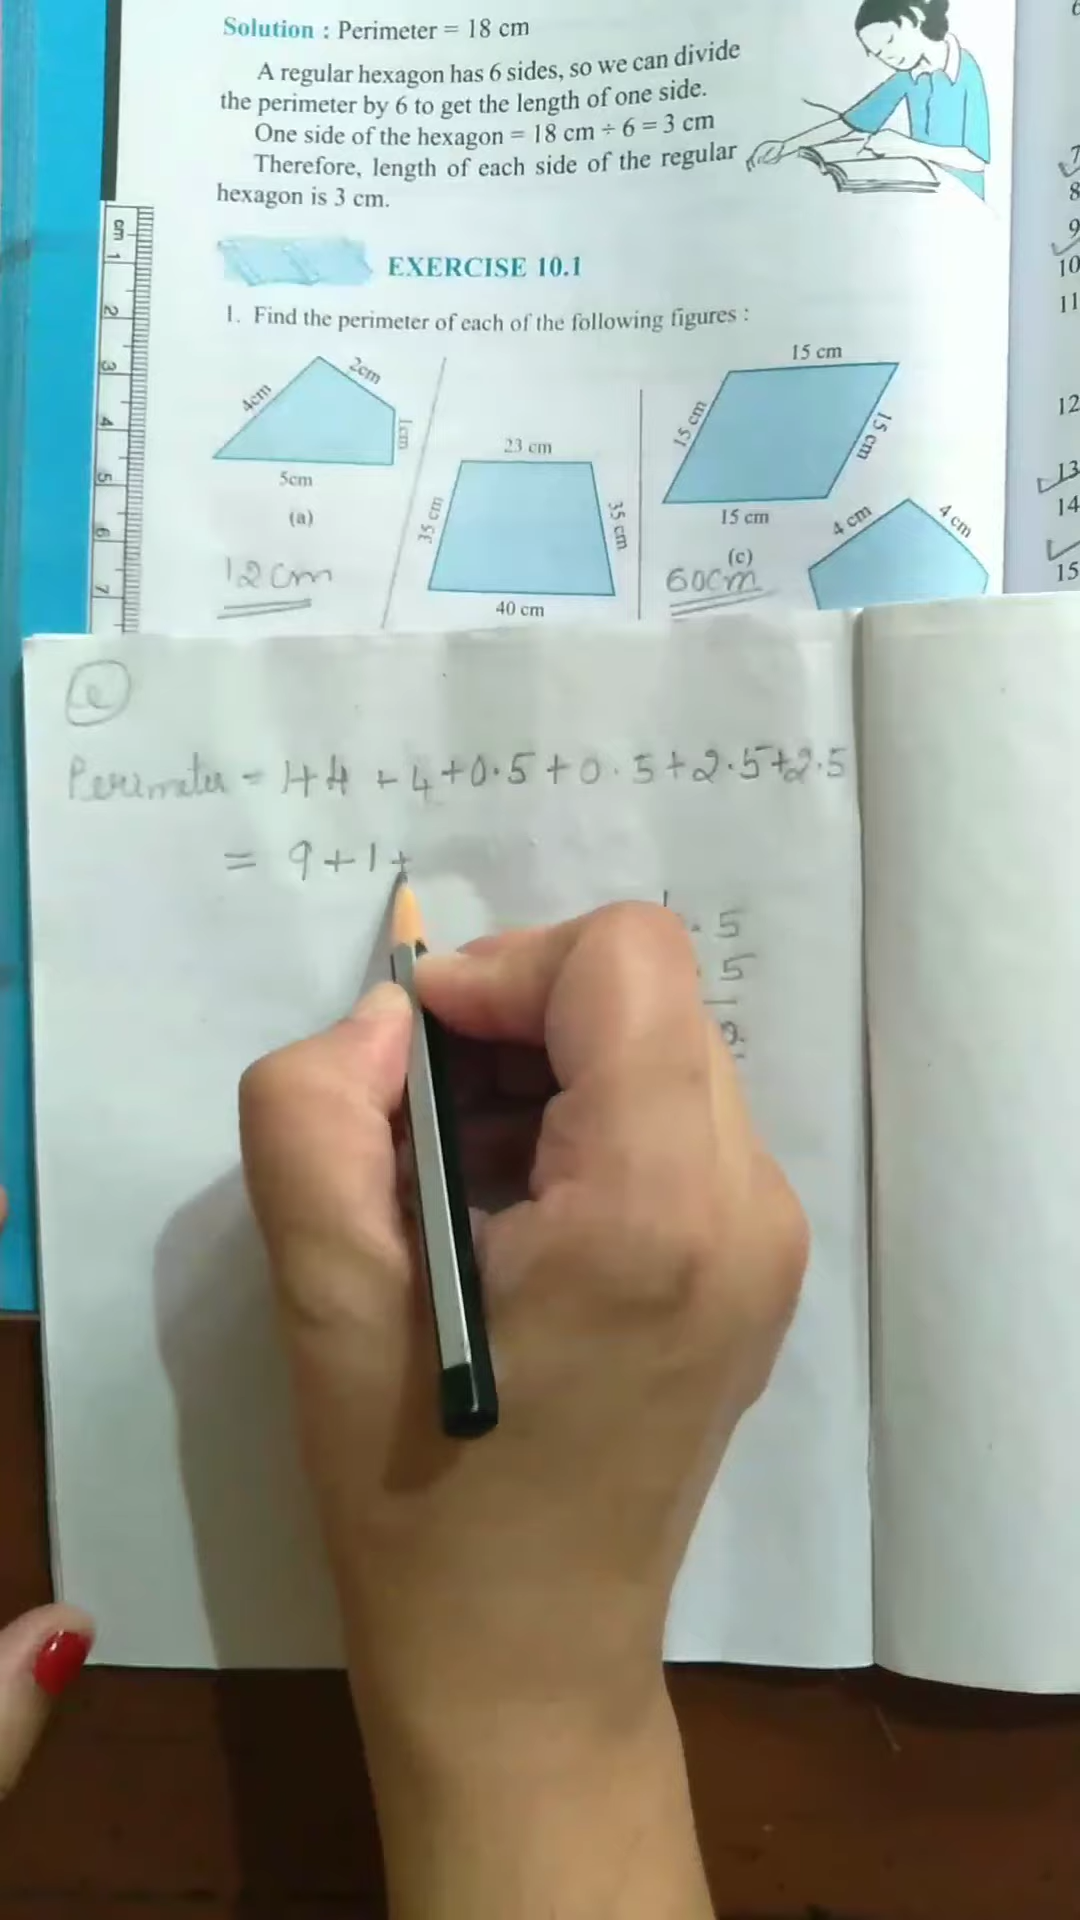 Solution : Perimeter = 18 cm
A regular hexagon has 6 sides, so we can divide
the perimeter by 6 to get the length of one side.
One side of the hexagon = 18 cm ÷ 6 = 3 cm
Therefore, length of each side of the regular
hexagon is 3 cm.
cm 1 2 3 4 5 6 7
EXERCISE 10.1
1. Find the perimeter of each of the following figures :
4cm
2cm
1cm
5cm
(a)
12cm
23 cm
35 cm
35 cm
40 cm
15 cm
15 cm
15 cm
15 cm
(c)
60cm
4 cm
4 cm
7
8
9
10
11
12
13
14
15
e
Perimeter = 1+4 + 4+0.5+0.5+2.5+2.5
= 9+1+
.5
.5